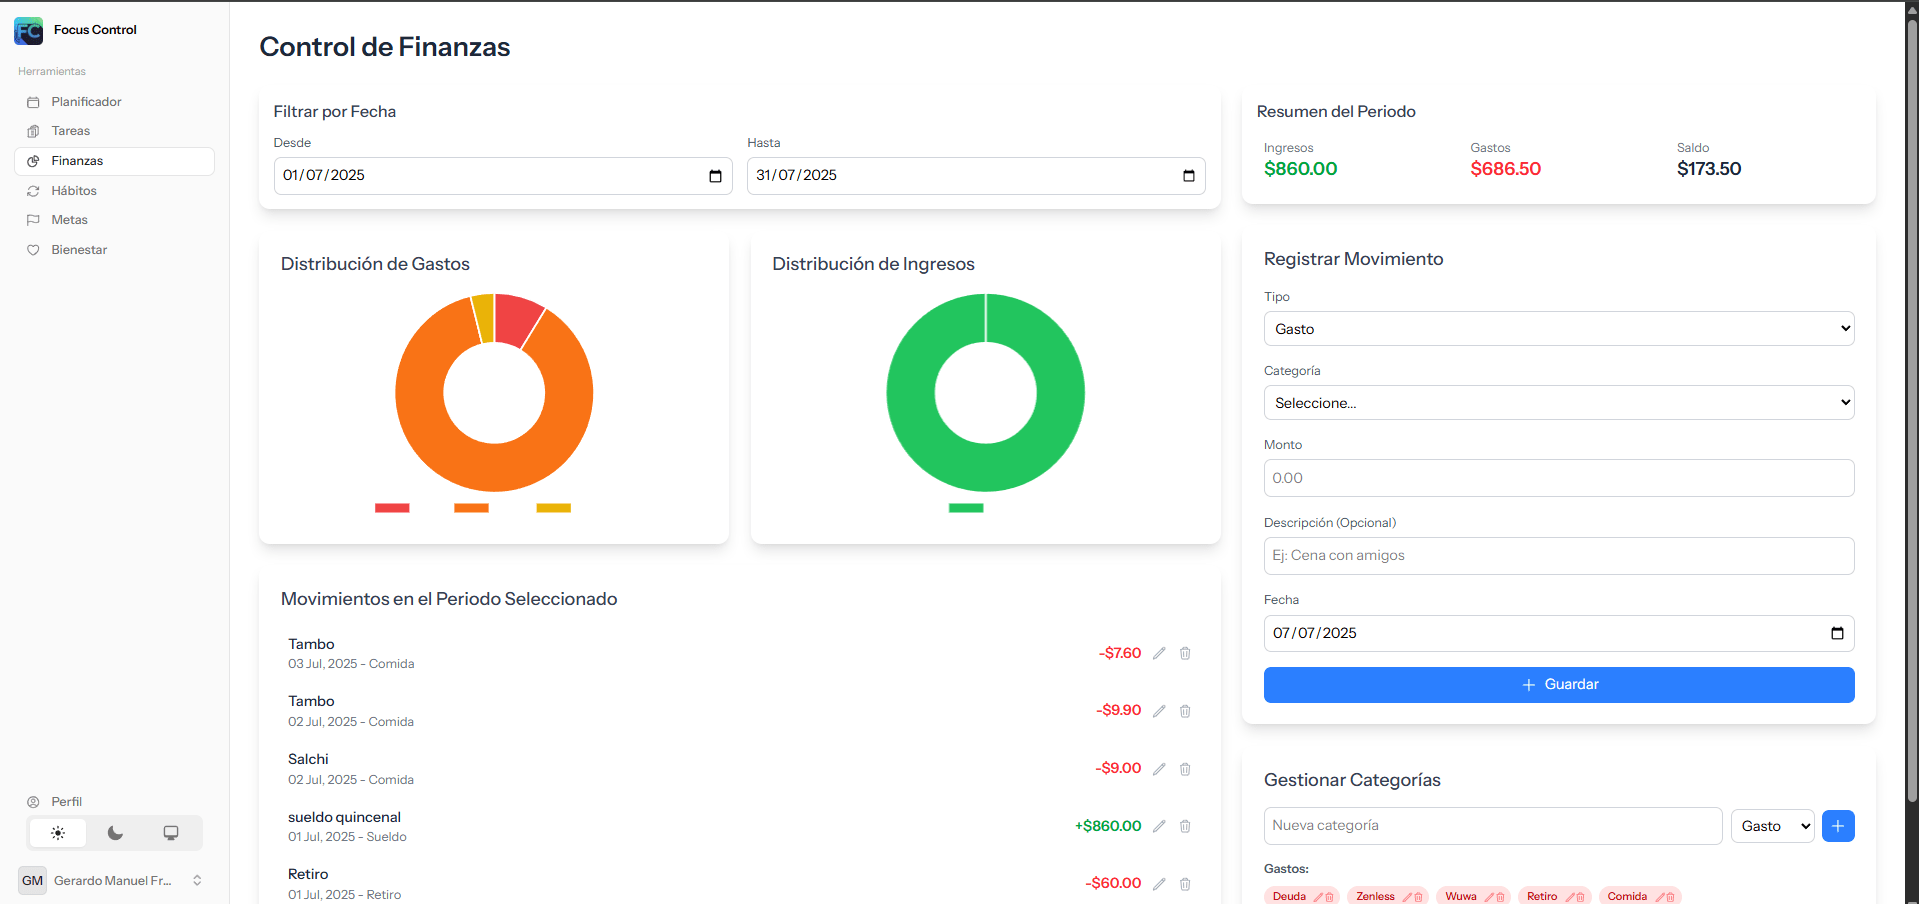 FC Focus Control
Herramientas
Planificador
Tareas
Finanzas
Hábitos
Metas
Bienestar
Perfil
GM Gerardo Manuel Fr...
Control de Finanzas
Filtrar por Fecha
Desde
01/07/2025
Hasta
31/07/2025
Resumen del Periodo
Ingresos
$860.00
Gastos
$686.50
Saldo
$173.50
Distribución de Gastos
Distribución de Ingresos
Movimientos en el Periodo Seleccionado
Tambo
03 Jul, 2025 - Comida
-$7.60
Tambo
02 Jul, 2025 - Comida
-$9.90
Salchi
02 Jul, 2025 - Comida
-$9.00
sueldo quincenal
01 Jul, 2025 - Sueldo
+$860.00
Retiro
01 Jul, 2025 - Retiro
-$60.00
Registrar Movimiento
Tipo
Gasto
Categoría
Seleccione...
Monto
0.00
Descripción (Opcional)
Ej: Cena con amigos
Fecha
07/07/2025
+ Guardar
Gestionar Categorías
Nueva categoría
Gasto
+
Gastos:
Deuda Zenless Wuwa Retiro Comida